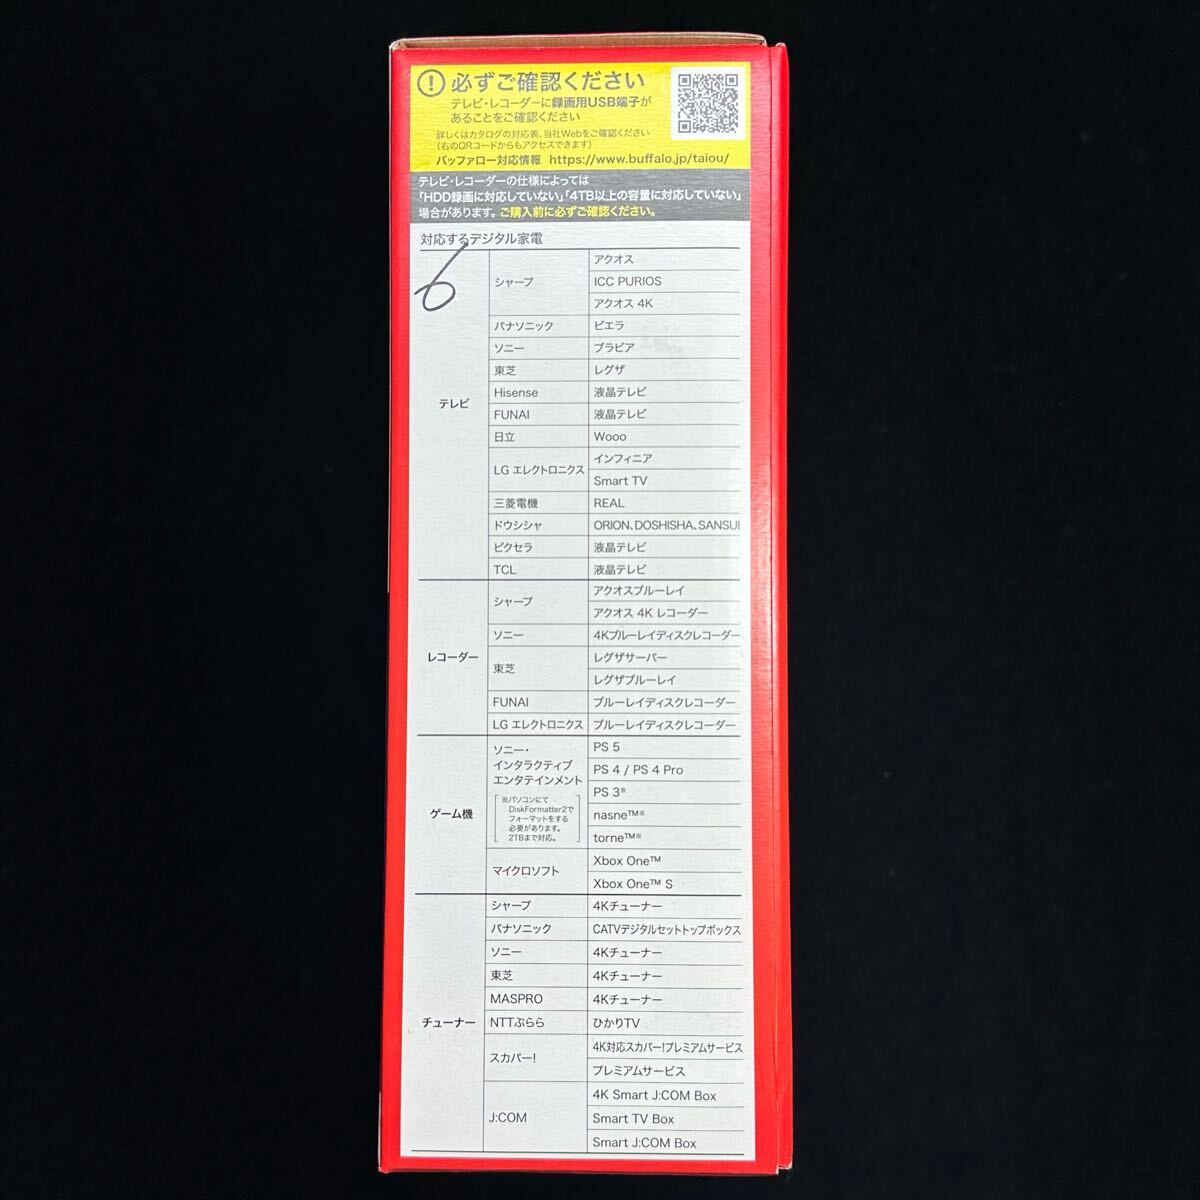 必ずご確認ください
テレビ・レコーダーに録画用USB端子が
あることをご確認ください
詳しくはカタログの対応表、当社Webをご確認ください
(右のQRコードからもアクセスできます)
バッファロー対応情報 https://www.buffalo.jp/taiou/
テレビ・レコーダーの仕様によっては
「HDD録画に対応していない」「4TB以上の容量に対応していない」
場合があります。ご購入前に必ずご確認ください。
対応するデジタル家電
6
テレビ
シャープ
アクオス
ICC PURIOS
アクオス 4K
パナソニック ビエラ
ソニー ブラビア
東芝 レグザ
Hisense 液晶テレビ
FUNAI 液晶テレビ
日立 Wooo
LG エレクトロニクス
インフィニア
Smart TV
三菱電機 REAL
ドウシシャ ORION、DOSHISHA、SANSUI
ピクセラ 液晶テレビ
TCL 液晶テレビ
レコーダー
シャープ
アクオスブルーレイ
アクオス 4K レコーダー
ソニー 4Kブルーレイディスクレコーダー
東芝
レグザサーバー
レグザブルーレイ
FUNAI ブルーレイディスクレコーダー
LG エレクトロニクス ブルーレイディスクレコーダー
ゲーム機
ソニー・
インタラクティブ
エンタテインメント
※パソコンにて
DiskFormatter2で
フォーマットをする
必要があります。
2TBまで対応。
PS 5
PS 4 / PS 4 Pro
PS 3※
nasne™※
torne™※
マイクロソフト
Xbox One™
Xbox One™ S
チューナー
シャープ 4Kチューナー
パナソニック CATVデジタルセットトップボックス
ソニー 4Kチューナー
東芝 4Kチューナー
MASPRO 4Kチューナー
NTTぷらら ひかりTV
スカパー!
4K対応スカパー!プレミアムサービス
プレミアムサービス
J:COM
4K Smart J:COM Box
Smart TV Box
Smart J:COM Box